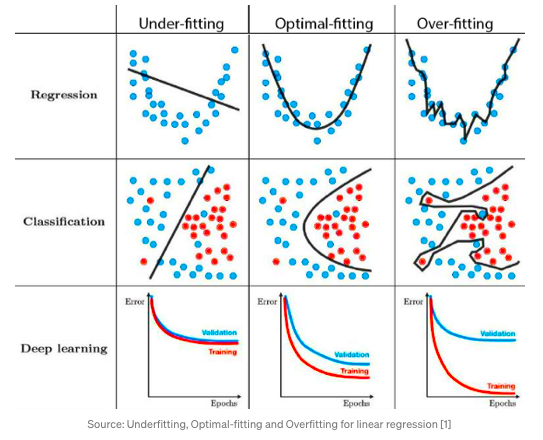 Under-fitting Optimal-fitting Over-fitting
Regression
Classification
Deep learning
Error
Validation
Training
Epochs
Error
Validation
Training
Epochs
Error
Validation
Training
Epochs
Source: Underfitting, Optimal-fitting and Overfitting for linear regression [1]